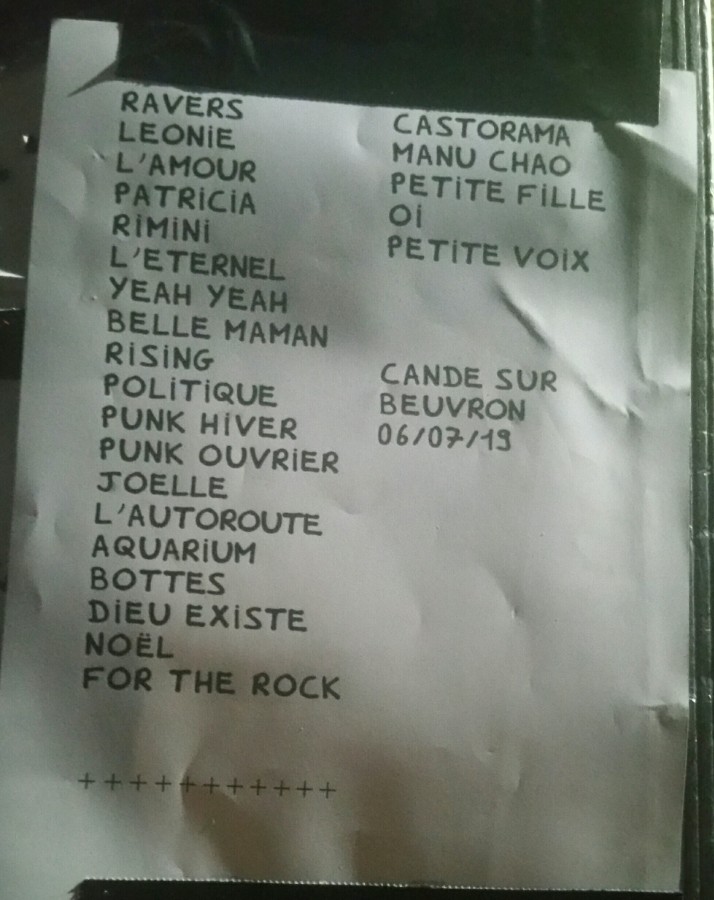 RAVERS
LEONiE
L'AMOUR
PATRiCiA
RiMiNi
L'ETERNEL
YEAH YEAH
BELLE MAMAN
RiSiNG
POLiTiQUE
PUNK HiVER
PUNK OUVRiER
JOELLE
L'AUTOROUTE
AQUARiUM
BOTTES
DiEU EXiSTE
NOËL
FOR THE ROCK
+++++++++++
CASTORAMA
MANU CHAO
PETiTE FiLLE
Oi
PETiTE VOiX
CANDE SUR
BEUVRON
06/07/19